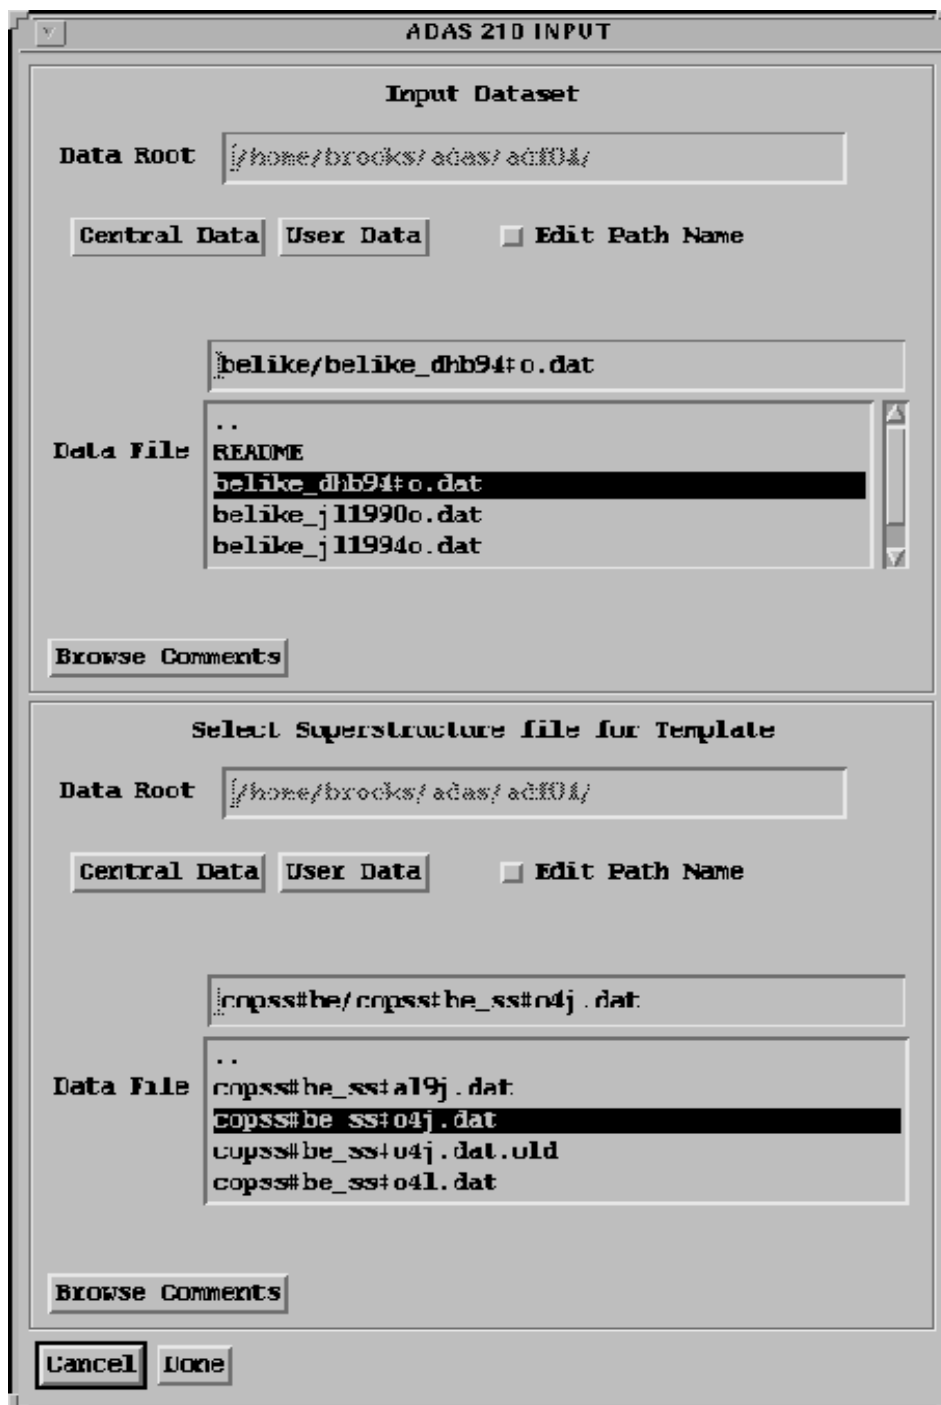 ADAS 210 INPUT
Input Dataset
Data Root /home/brooks/adas/adf04/
Central Data User Data Edit Path Name
belike/belike_dhb94#o.dat
..
Data File README
belike_dhb94#o.dat
belike_jl1990o.dat
belike_jl1994o.dat
Browse Comments
Select Superstructure file for Template
Data Root /home/brooks/adas/adf04/
Central Data User Data Edit Path Name
copss#be/copss#be_ss#o4j.dat
..
Data File copss#be_ss#al9j.dat
copss#be_ss#o4j.dat
copss#be_ss#o4j.dat.old
copss#be_ss#o4l.dat
Browse Comments
Cancel Done